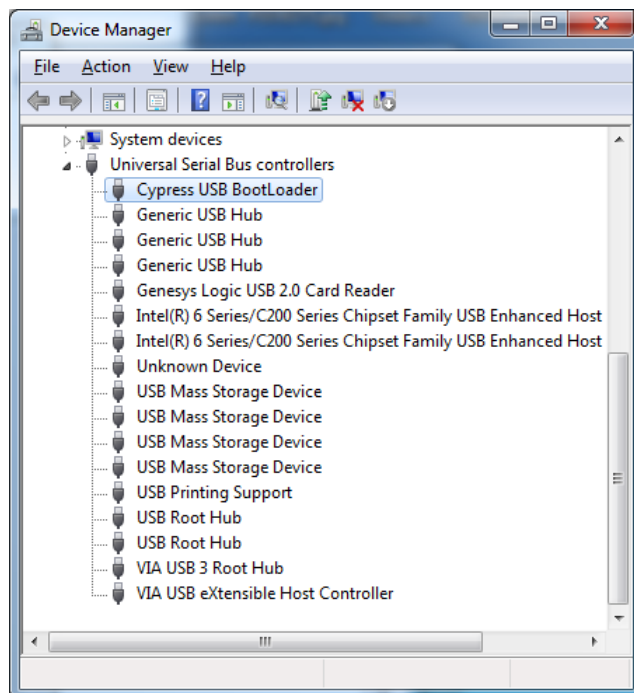 Device Manager
File Action View Help
System devices
Universal Serial Bus controllers
Cypress USB BootLoader
Generic USB Hub
Generic USB Hub
Generic USB Hub
Genesys Logic USB 2.0 Card Reader
Intel(R) 6 Series/C200 Series Chipset Family USB Enhanced Host
Intel(R) 6 Series/C200 Series Chipset Family USB Enhanced Host
Unknown Device
USB Mass Storage Device
USB Mass Storage Device
USB Mass Storage Device
USB Mass Storage Device
USB Printing Support
USB Root Hub
USB Root Hub
VIA USB 3 Root Hub
VIA USB eXtensible Host Controller